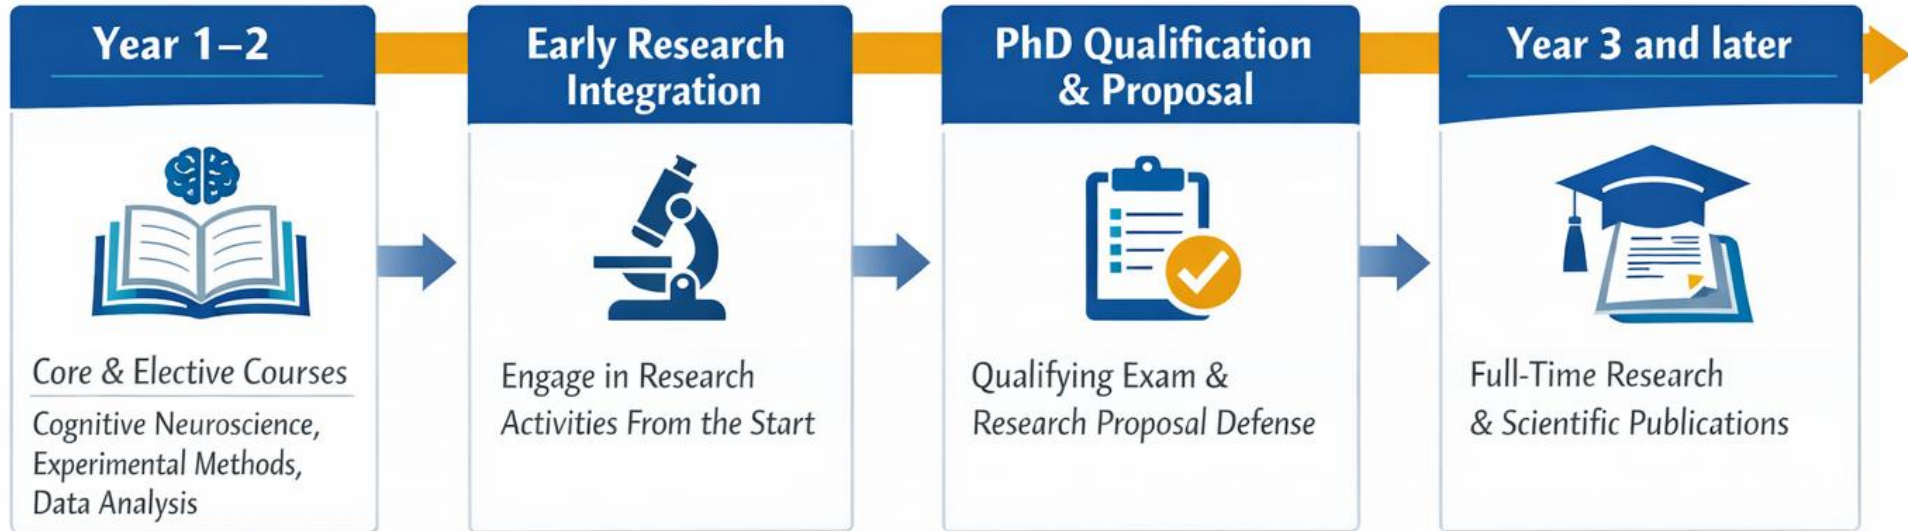 Year 1–2
Core & Elective Courses
Cognitive Neuroscience,
Experimental Methods,
Data Analysis
Early Research
Integration
Engage in Research
Activities From the Start
PhD Qualification
& Proposal
Qualifying Exam &
Research Proposal Defense
Year 3 and later
Full-Time Research
& Scientific Publications